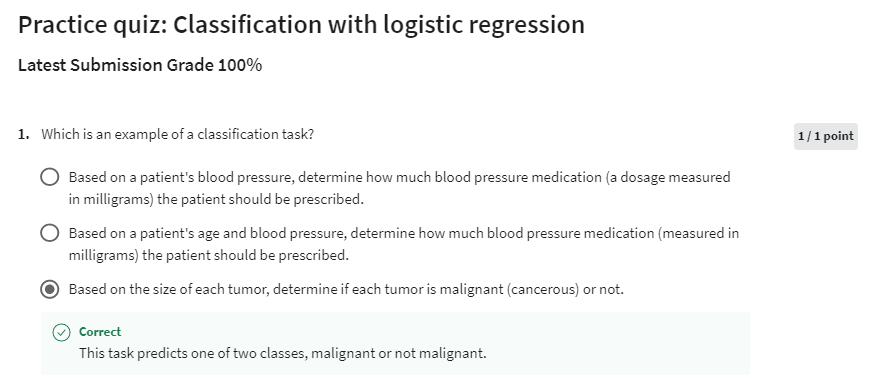 Practice quiz: Classification with logistic regression
Latest Submission Grade 100%
1. Which is an example of a classification task?
1 / 1 point
Based on a patient's blood pressure, determine how much blood pressure medication (a dosage measured
in milligrams) the patient should be prescribed.
Based on a patient's age and blood pressure, determine how much blood pressure medication (measured in
milligrams) the patient should be prescribed.
Based on the size of each tumor, determine if each tumor is malignant (cancerous) or not.
Correct
This task predicts one of two classes, malignant or not malignant.